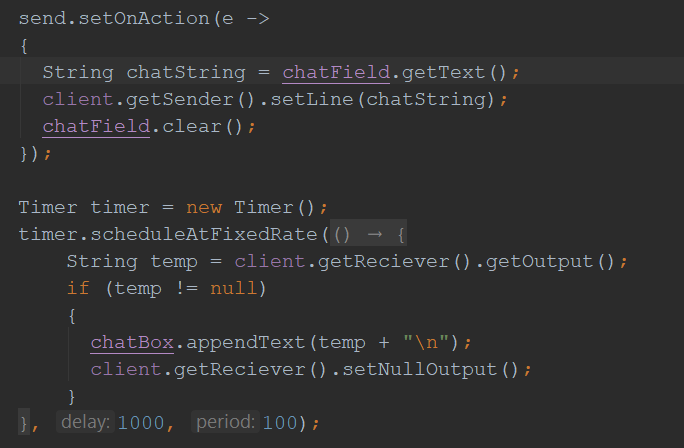 send.setOnAction(e ->
{
String chatString = chatField.getText();
client.getSender().setLine(chatString);
chatField.clear();
});
Timer timer = new Timer();
timer.scheduleAtFixedRate(() → {
String temp = client.getReciever().getOutput();
if (temp != null)
{
chatBox.appendText(temp + "\n");
client.getReciever().setNullOutput();
}
}, delay: 1000, period: 100);